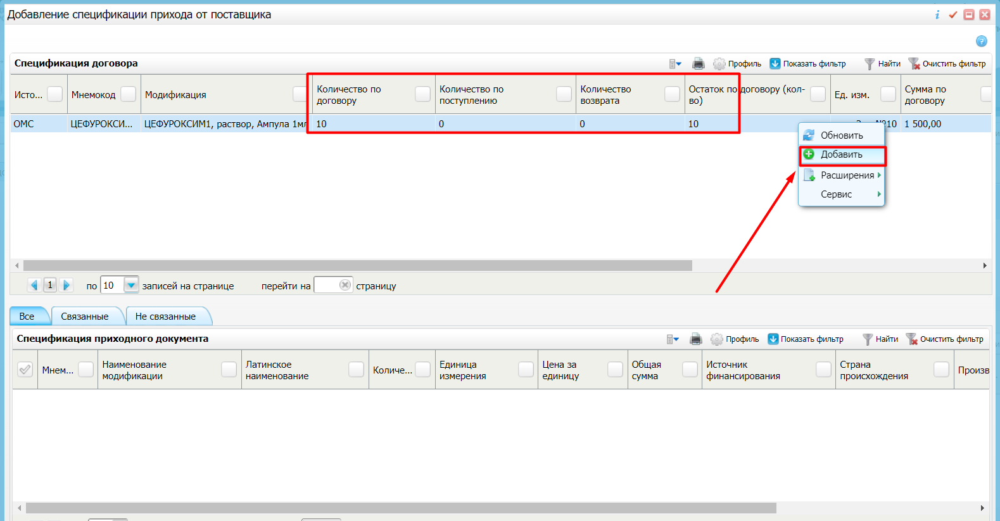 Добавление спецификации прихода от поставщика
Спецификация договора
Профиль
Показать фильтр
Найти
Очистить фильтр
Исто...
Мнемокод
Модификация
Количество по
договору
Количество по
поступлению
Количество
возврата
Остаток по договору (кол-
во)
Ед. изм.
Сумма по
договору
ОМС
ЦЕФУРОКСИ...
ЦЕФУРОКСИМ1, раствор, Ампула 1мл
10
0
0
10
№10
1 500,00
Обновить
Добавить
Расширения
Сервис
1
по 10 записей на странице
перейти на страницу
Все
Связанные
Не связанные
Спецификация приходного документа
Профиль
Показать фильтр
Найти
Очистить фильтр
Мнем...
Наименование
модификации
Латинское
наименование
Количе...
Единица
измерения
Цена за
единицу
Общая
сумма
Источник
финансирования
Страна
происхождения
Произв